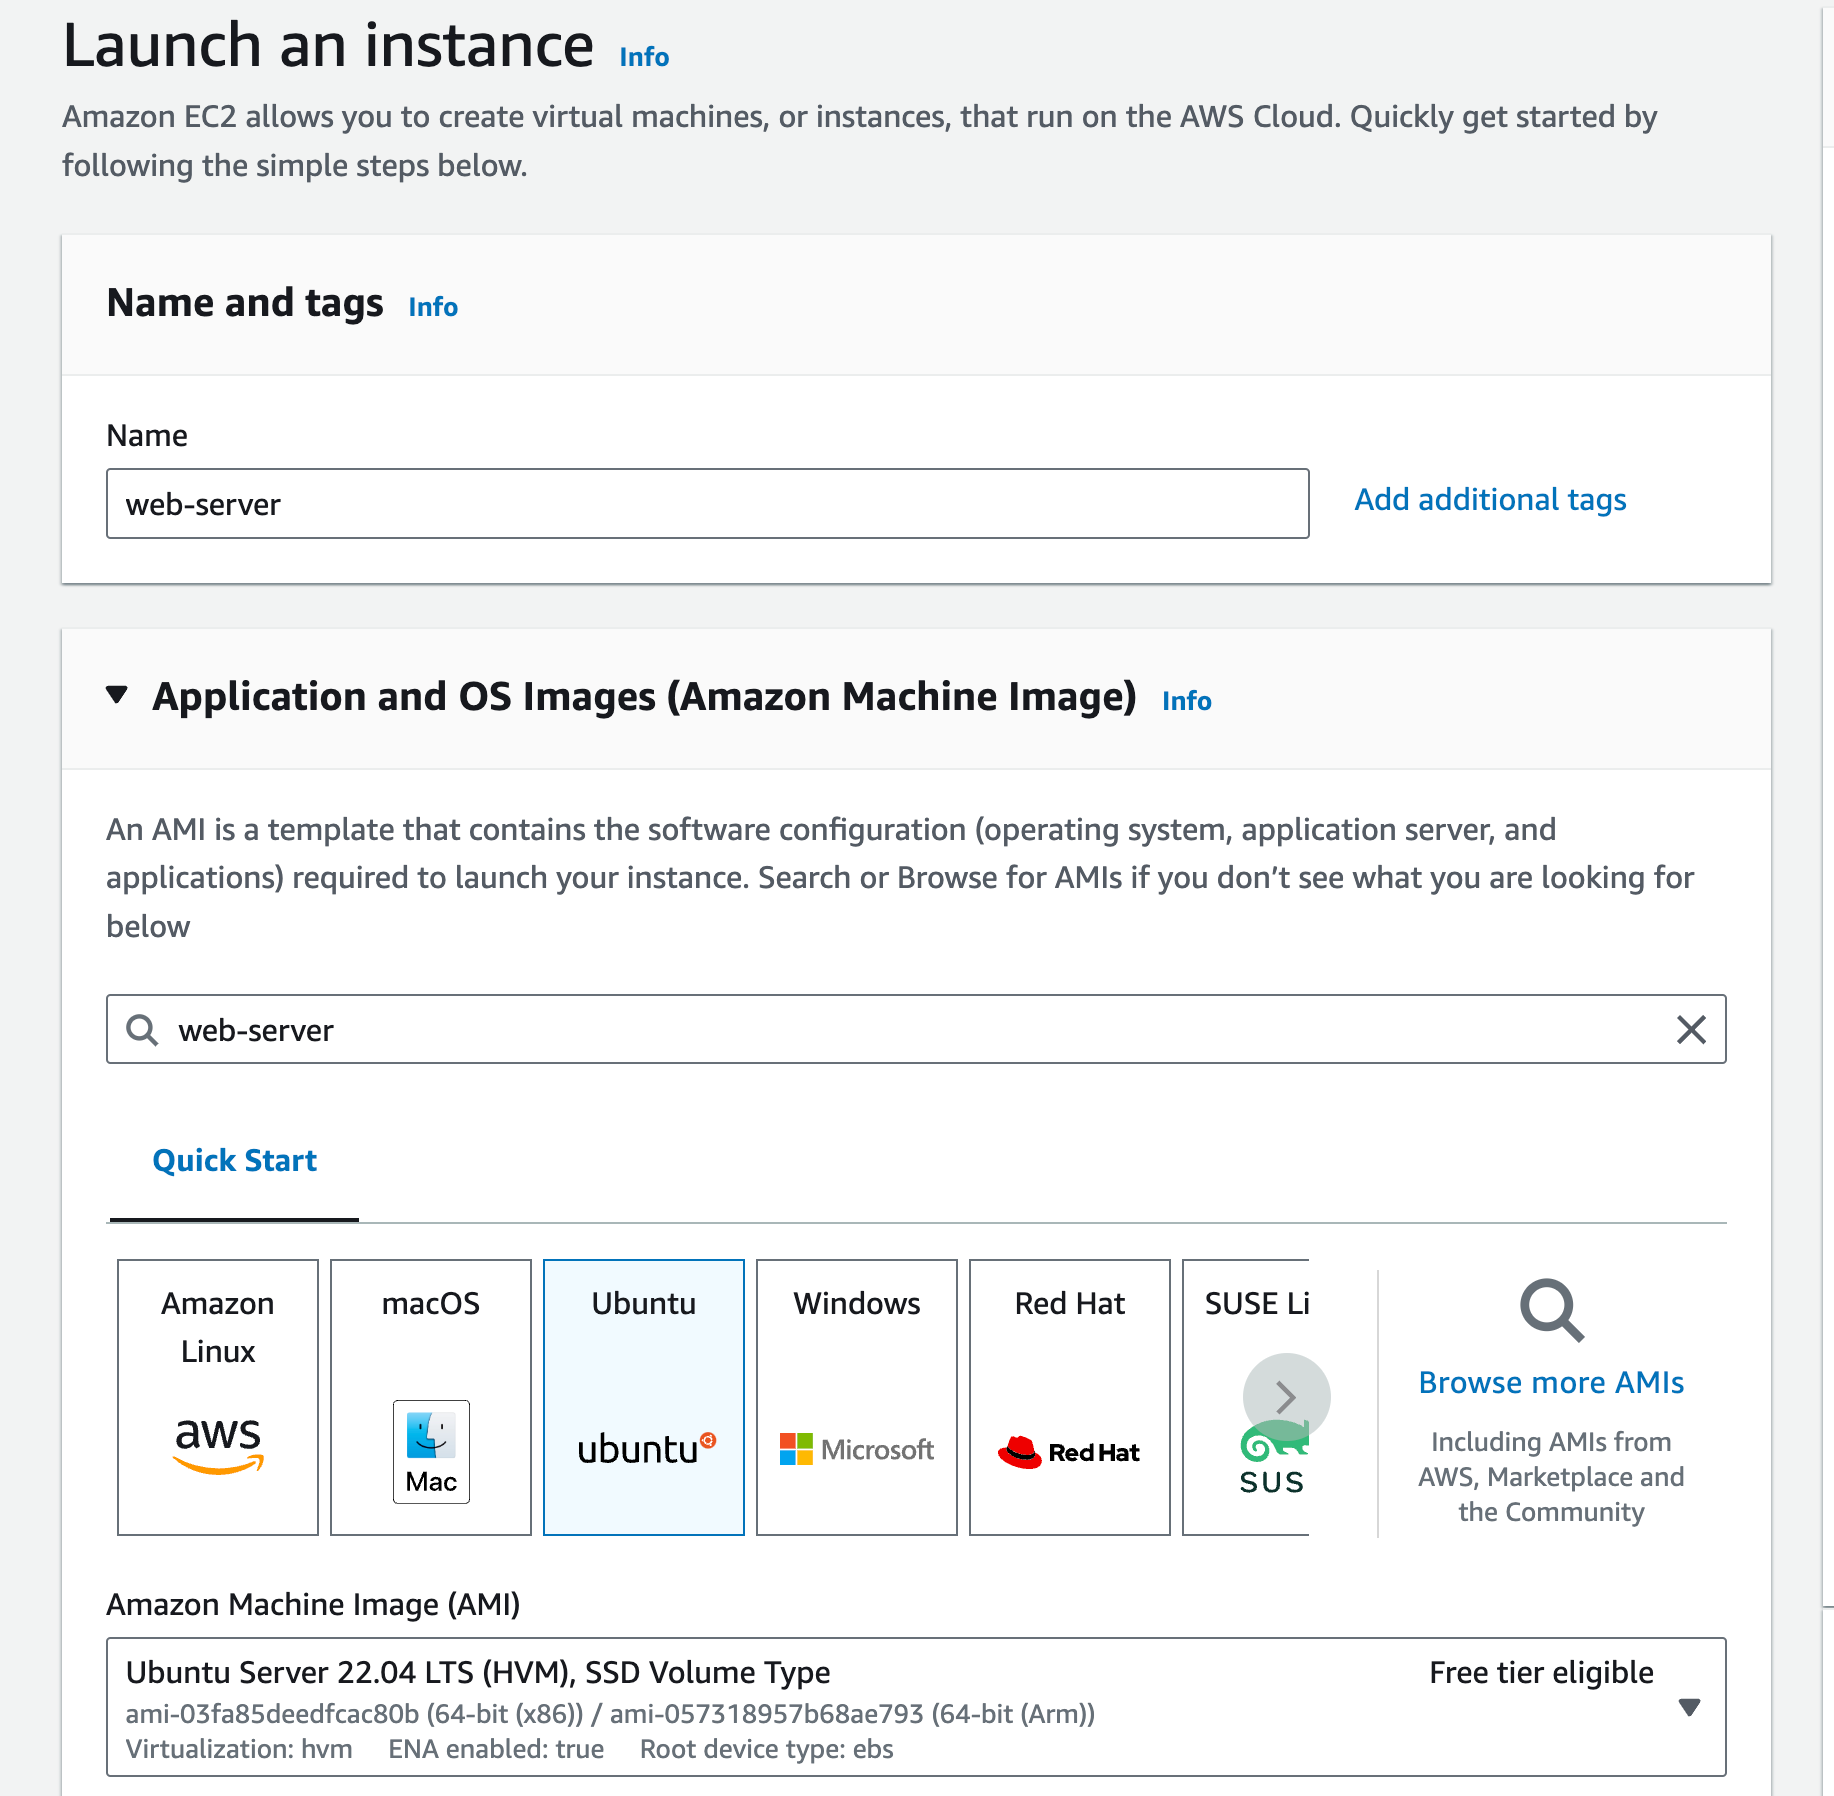 Launch an instance Info
Amazon EC2 allows you to create virtual machines, or instances, that run on the AWS Cloud. Quickly get started by
following the simple steps below.
Name and tags Info
Name
web-server
Add additional tags
Application and OS Images (Amazon Machine Image) Info
An AMI is a template that contains the software configuration (operating system, application server, and
applications) required to launch your instance. Search or Browse for AMIs if you don’t see what you are looking for
below
web-server
Quick Start
Amazon
Linux
aws
macOS
Mac
Ubuntu
ubuntu
Windows
Microsoft
Red Hat
Red Hat
SUSE Li
SUS
Browse more AMIs
Including AMIs from
AWS, Marketplace and
the Community
Amazon Machine Image (AMI)
Ubuntu Server 22.04 LTS (HVM), SSD Volume Type
Free tier eligible
ami-03fa85deedfcac80b (64-bit (x86)) / ami-057318957b68ae793 (64-bit (Arm))
Virtualization: hvm ENA enabled: true Root device type: ebs